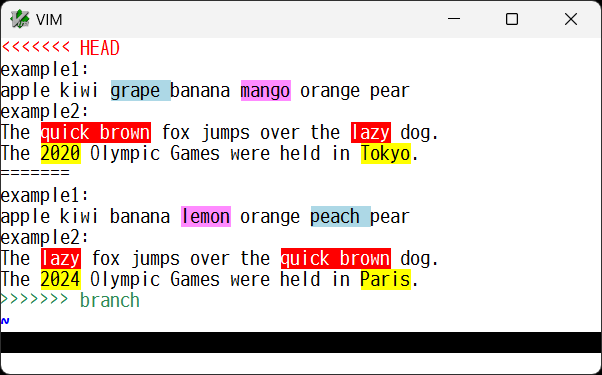 VIM
<<<<<<< HEAD
example1:
apple kiwi grape banana mango orange pear
example2:
The quick brown fox jumps over the lazy dog.
The 2020 Olympic Games were held in Tokyo.
=======
example1:
apple kiwi banana lemon orange peach pear
example2:
The lazy fox jumps over the quick brown dog.
The 2024 Olympic Games were held in Paris.
>>>>>>> branch
~